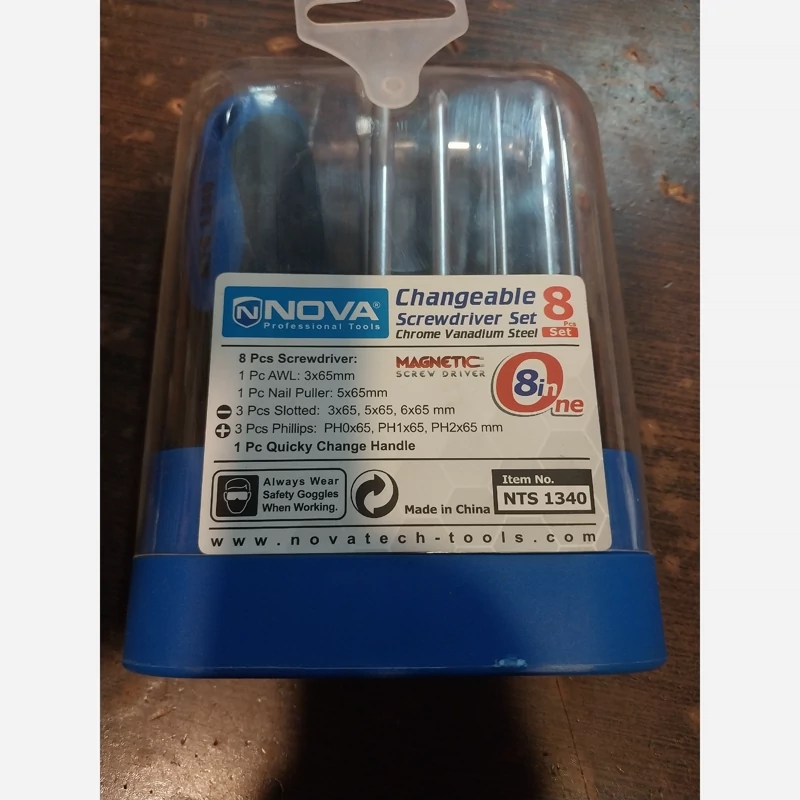 NOVA®
Professional Tools
Changeable
Screwdriver Set
Chrome Vanadium Steel
8
Pcs
Set
8 Pcs Screwdriver:
1 Pc AWL: 3x65mm
1 Pc Nail Puller: 5x65mm
3 Pcs Slotted: 3x65, 5x65, 6x65 mm
3 Pcs Phillips: PH0x65, PH1x65, PH2x65 mm
1 Pc Quicky Change Handle
MAGNETIC
SCREW DRIVER
8in
One
Always Wear
Safety Goggles
When Working.
Made in China
Item No.
NTS 1340
www.novatech-tools.com